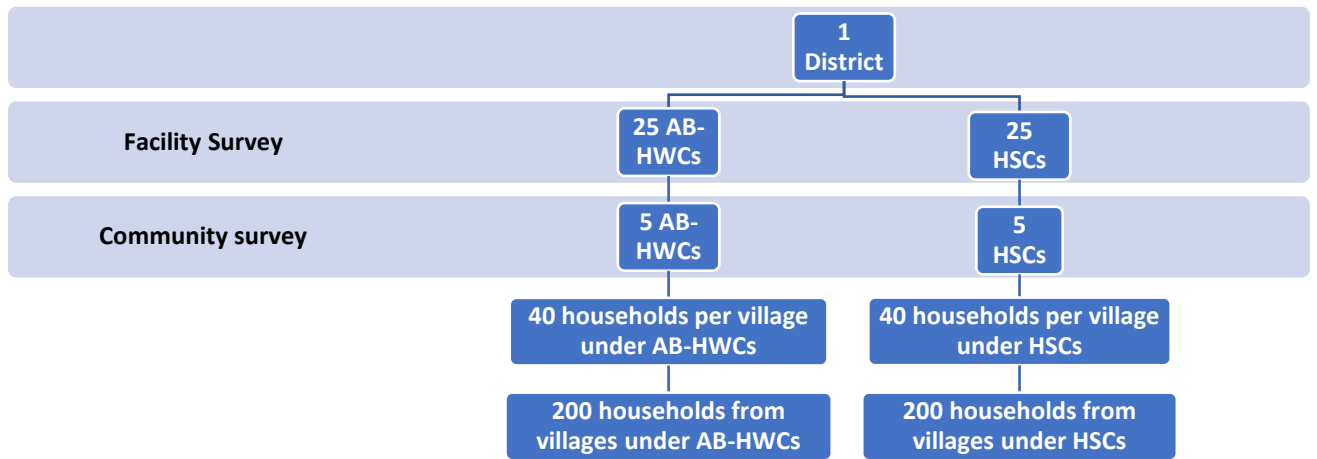 1
District
Facility Survey
25 AB-
HWCs
25
HSCs
Community survey
5 AB-
HWCs
5
HSCs
40 households per village
under AB-HWCs
40 households per village
under HSCs
200 households from
villages under AB-HWCs
200 households from
villages under HSCs